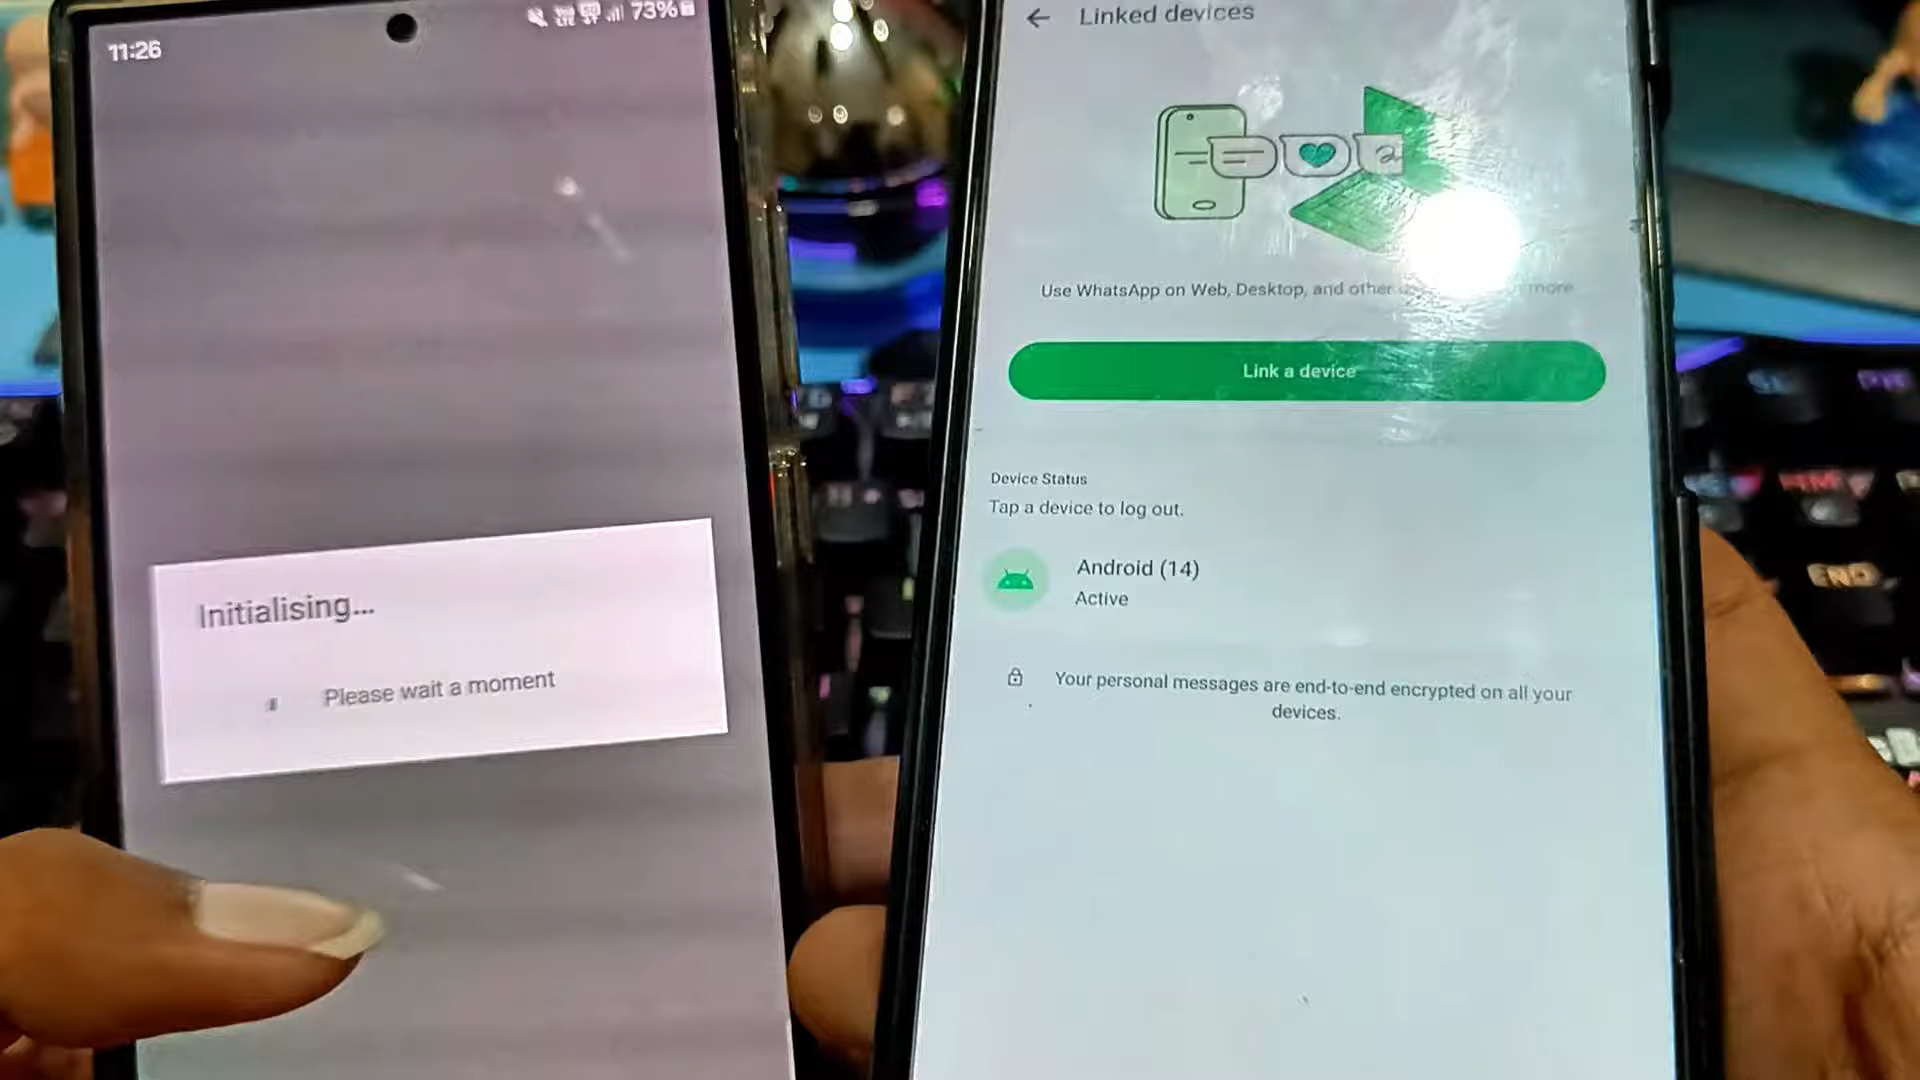 11:26
73%
Initialising...
Please wait a moment
Linked devices
Use WhatsApp on Web, Desktop, and other more
Link a device
Device Status
Tap a device to log out.
Android (14)
Active
Your personal messages are end-to-end encrypted on all your
devices.
END